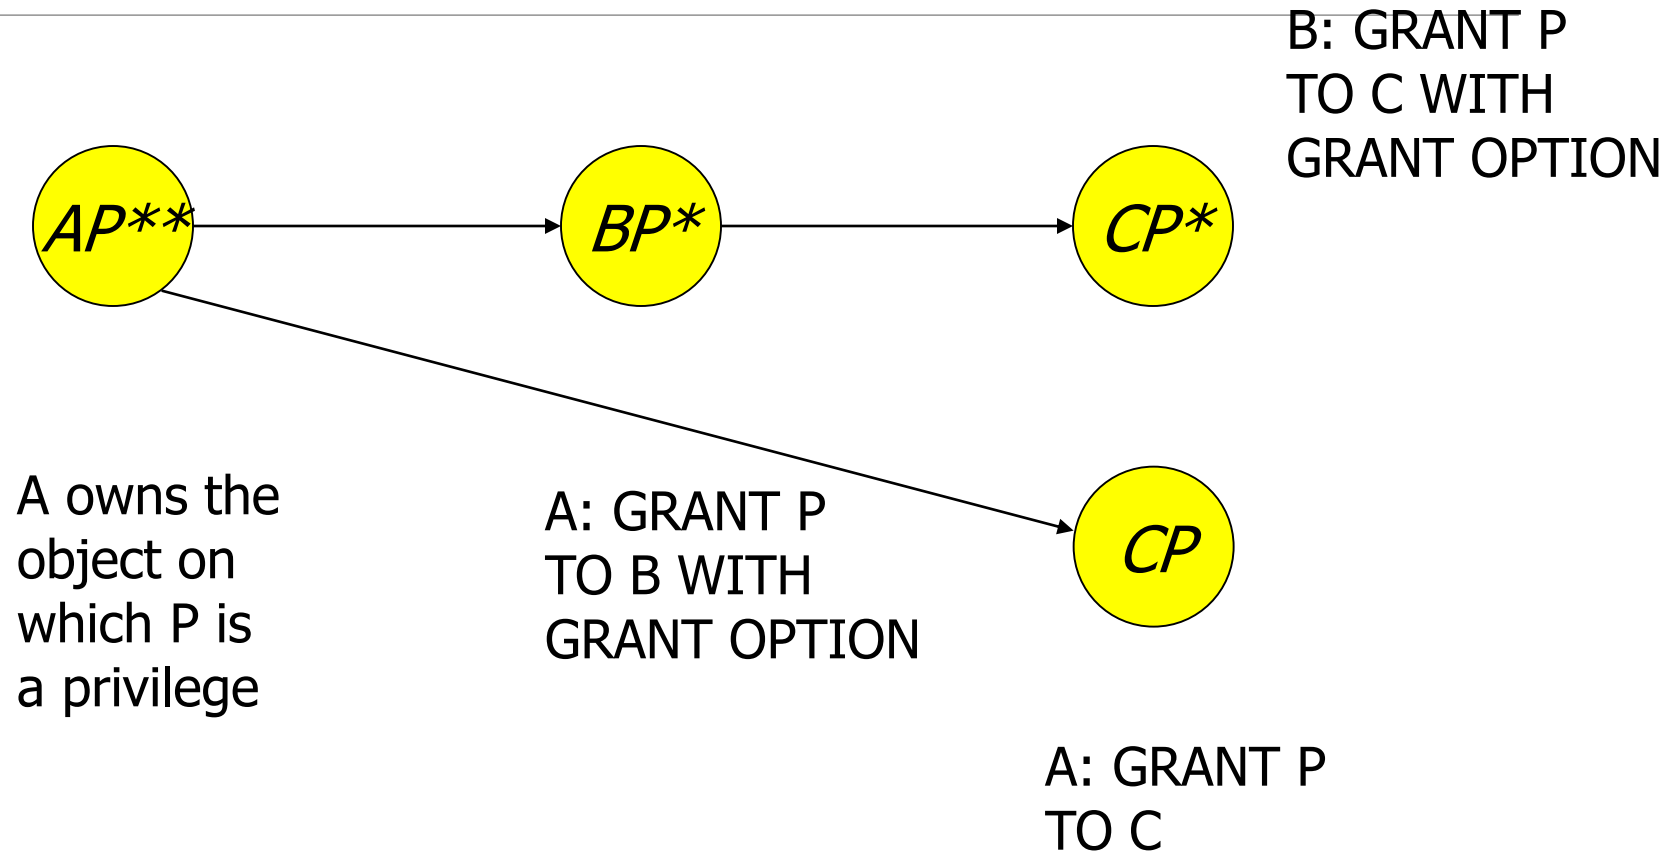 B: GRANT P
TO C WITH
GRANT OPTION
AP**
BP*
CP*
A owns the
object on
which P is
a privilege
A: GRANT P
TO B WITH
GRANT OPTION
CP
A: GRANT P
TO C